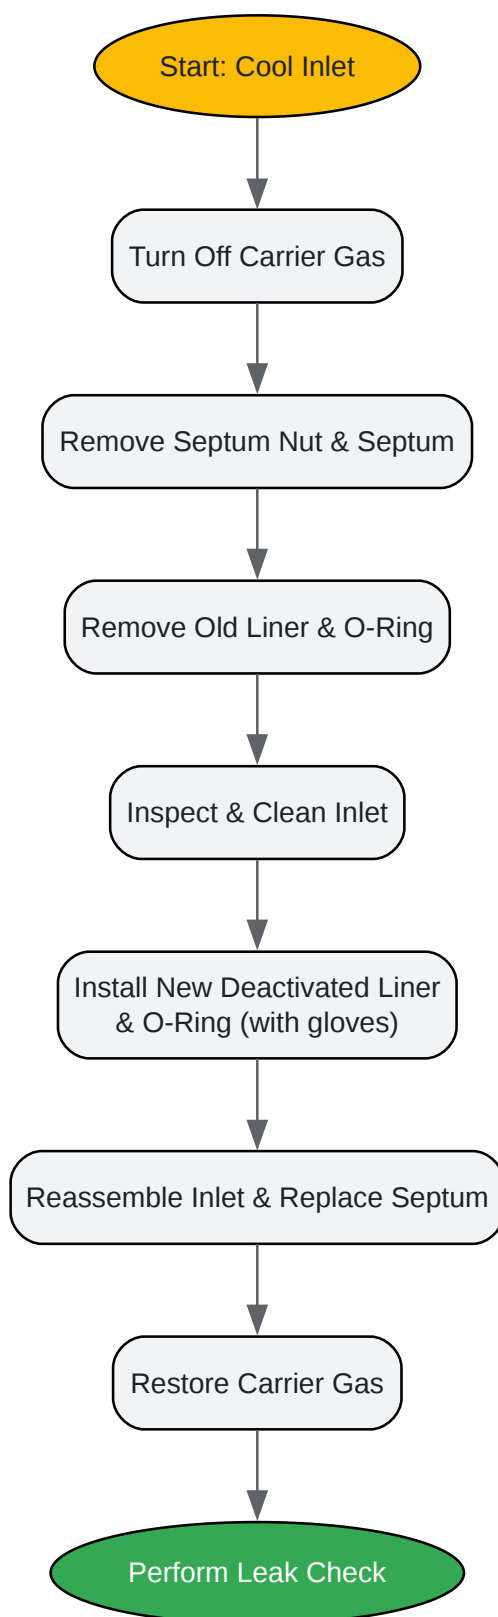 Start: Cool Inlet
Turn Off Carrier Gas
Remove Septum Nut & Septum
Remove Old Liner & O-Ring
Inspect & Clean Inlet
Install New Deactivated Liner
& O-Ring (with gloves)
Reassemble Inlet & Replace Septum
Restore Carrier Gas
Perform Leak Check